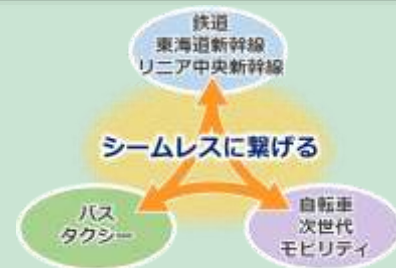 鉄道
東海道新幹線
リニア中央新幹線
シームレスに繋げる
バス
タクシー
自転車
次世代
モビリティ